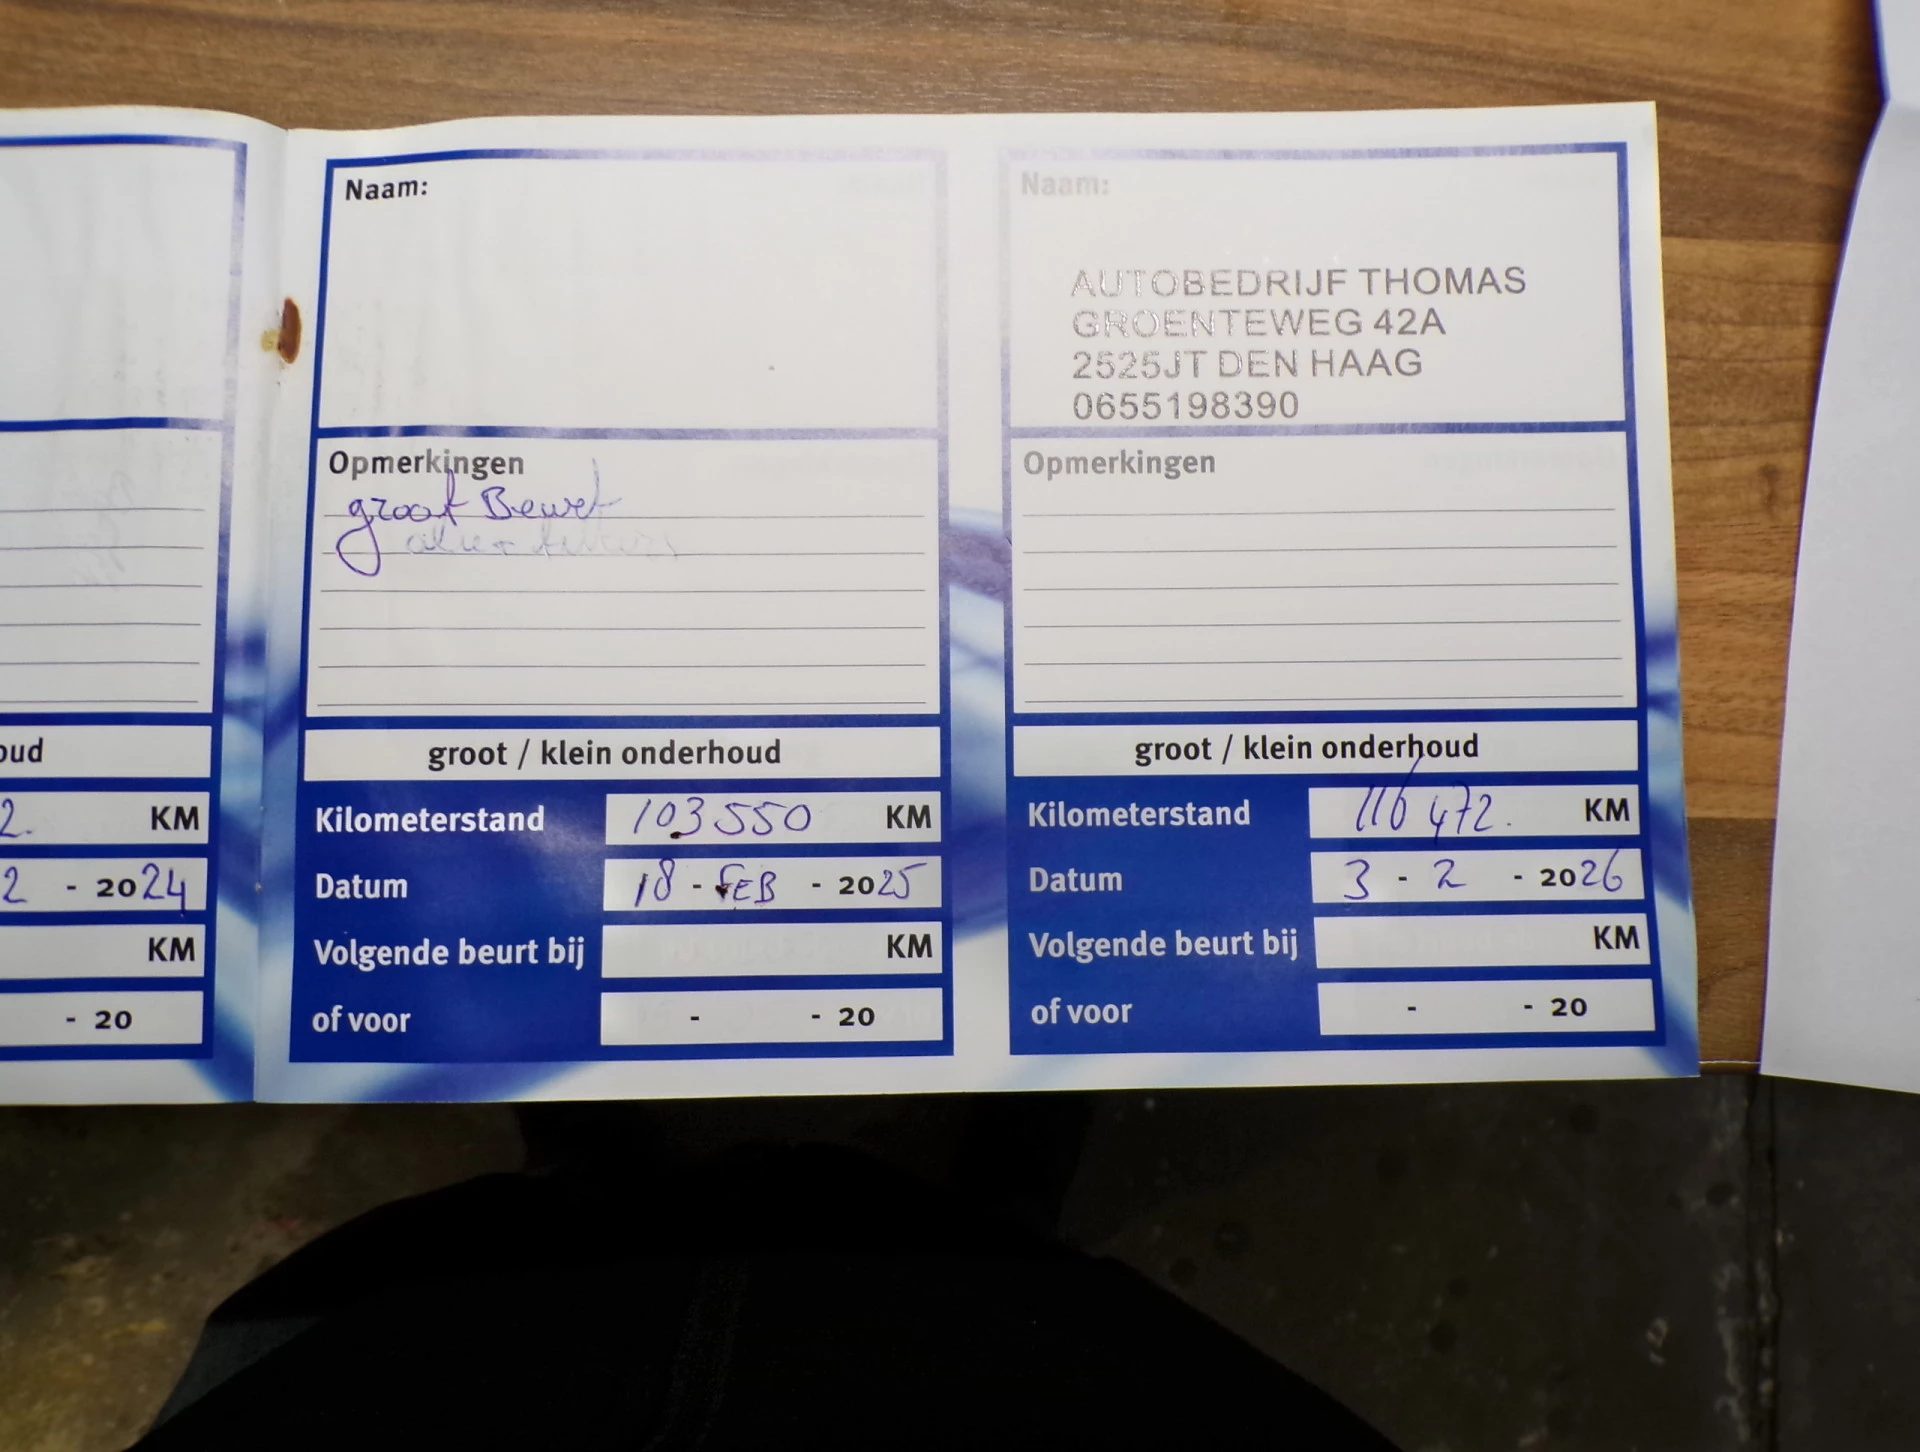 oud
2. KM
2 - 2024
KM
- 20
Naam:
Opmerkingen
groot Beurt
groot / klein onderhoud
Kilometerstand 103550 KM
Datum 18 - FEB - 2025
Volgende beurt bij KM
of voor - - 20
Naam:
AUTOBEDRIJF THOMAS
GROENTEWEG 42A
2525JT DEN HAAG
0655198390
Opmerkingen
groot / klein onderhoud
Kilometerstand 116472. KM
Datum 3 - 2 - 2026
Volgende beurt bij KM
of voor - - 20